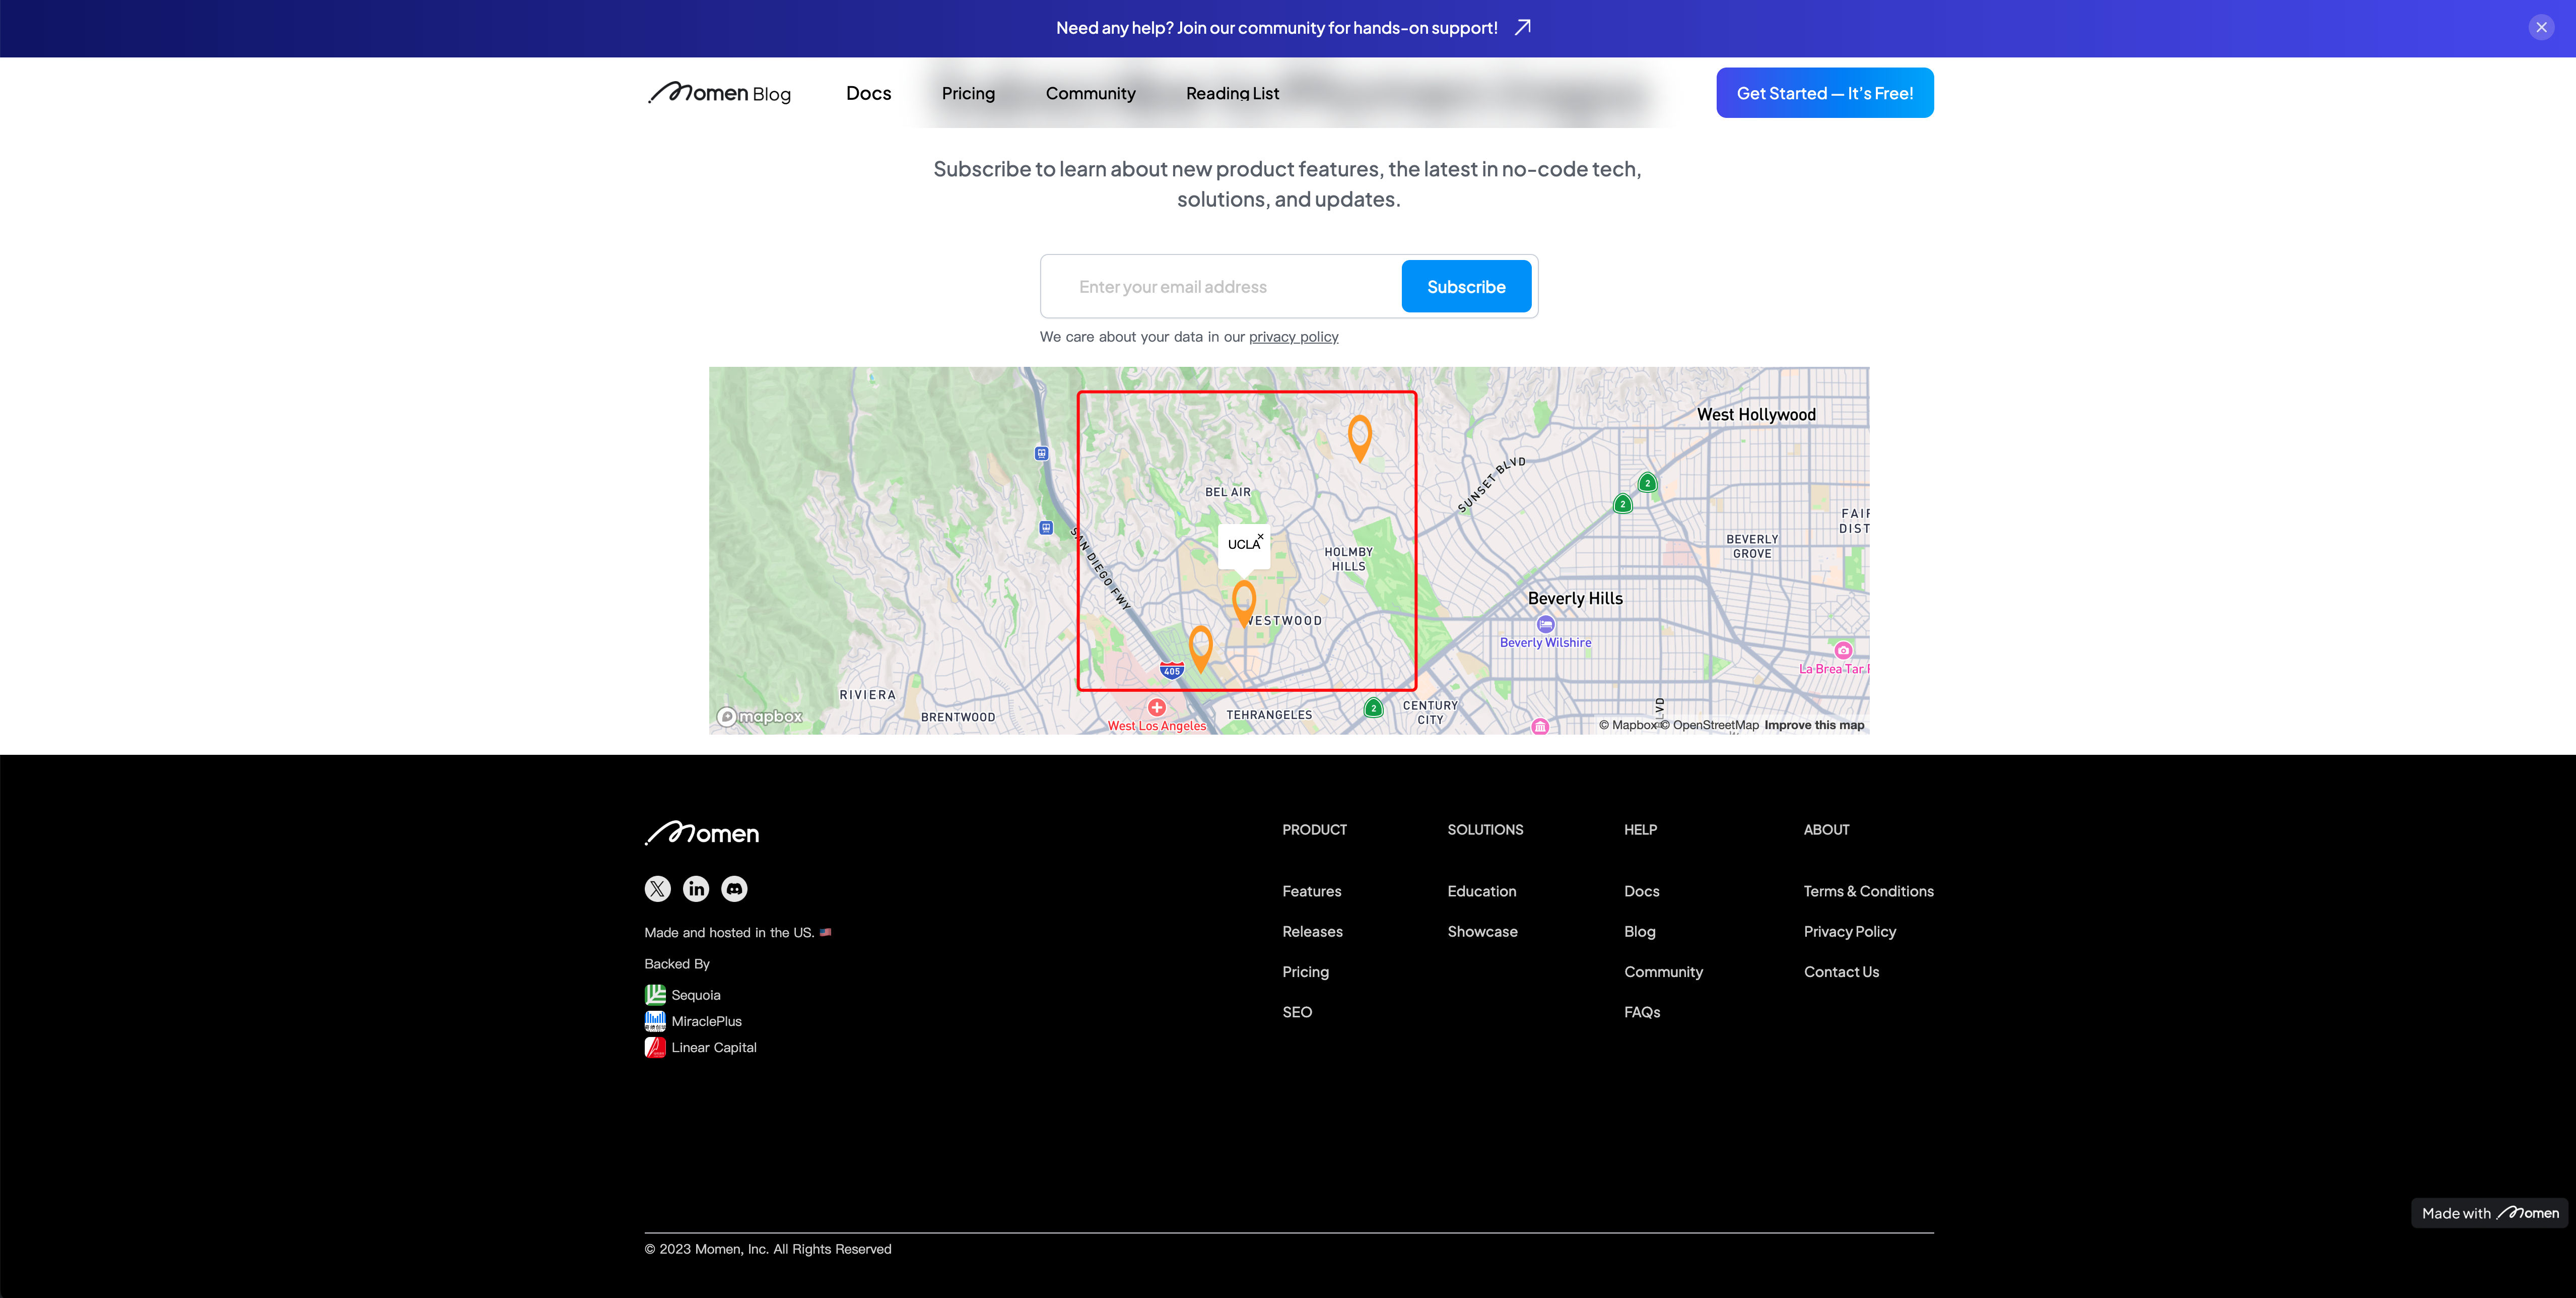 Need any help? Join our community for hands-on support!
Momen Blog
Docs
Pricing
Community
Reading List
Get Started — It's Free!
Subscribe to learn about new product features, the latest in no-code tech,
solutions, and updates.
Enter your email address
Subscribe
We care about your data in our privacy policy
West Hollywood
SUNSET BLVD
2
2
BEL AIR
UCLA
×
SAN DIEGO FWY
HOLMBY
HILLS
BEVERLY
GROVE
Beverly Hills
WESTWOOD
Beverly Wilshire
405
La Brea Tar
RIVIERA
BRENTWOOD
West Los Angeles
TEHRANGELES
2
CENTURY
CITY
mapbox
© Mapbox © OpenStreetMap Improve this map
Momen
Made and hosted in the US.
Backed By
Sequoia
MiraclePlus
Linear Capital
PRODUCT
Features
Releases
Pricing
SEO
SOLUTIONS
Education
Showcase
HELP
Docs
Blog
Community
FAQs
ABOUT
Terms & Conditions
Privacy Policy
Contact Us
Made with Momen
© 2023 Momen, Inc. All Rights Reserved